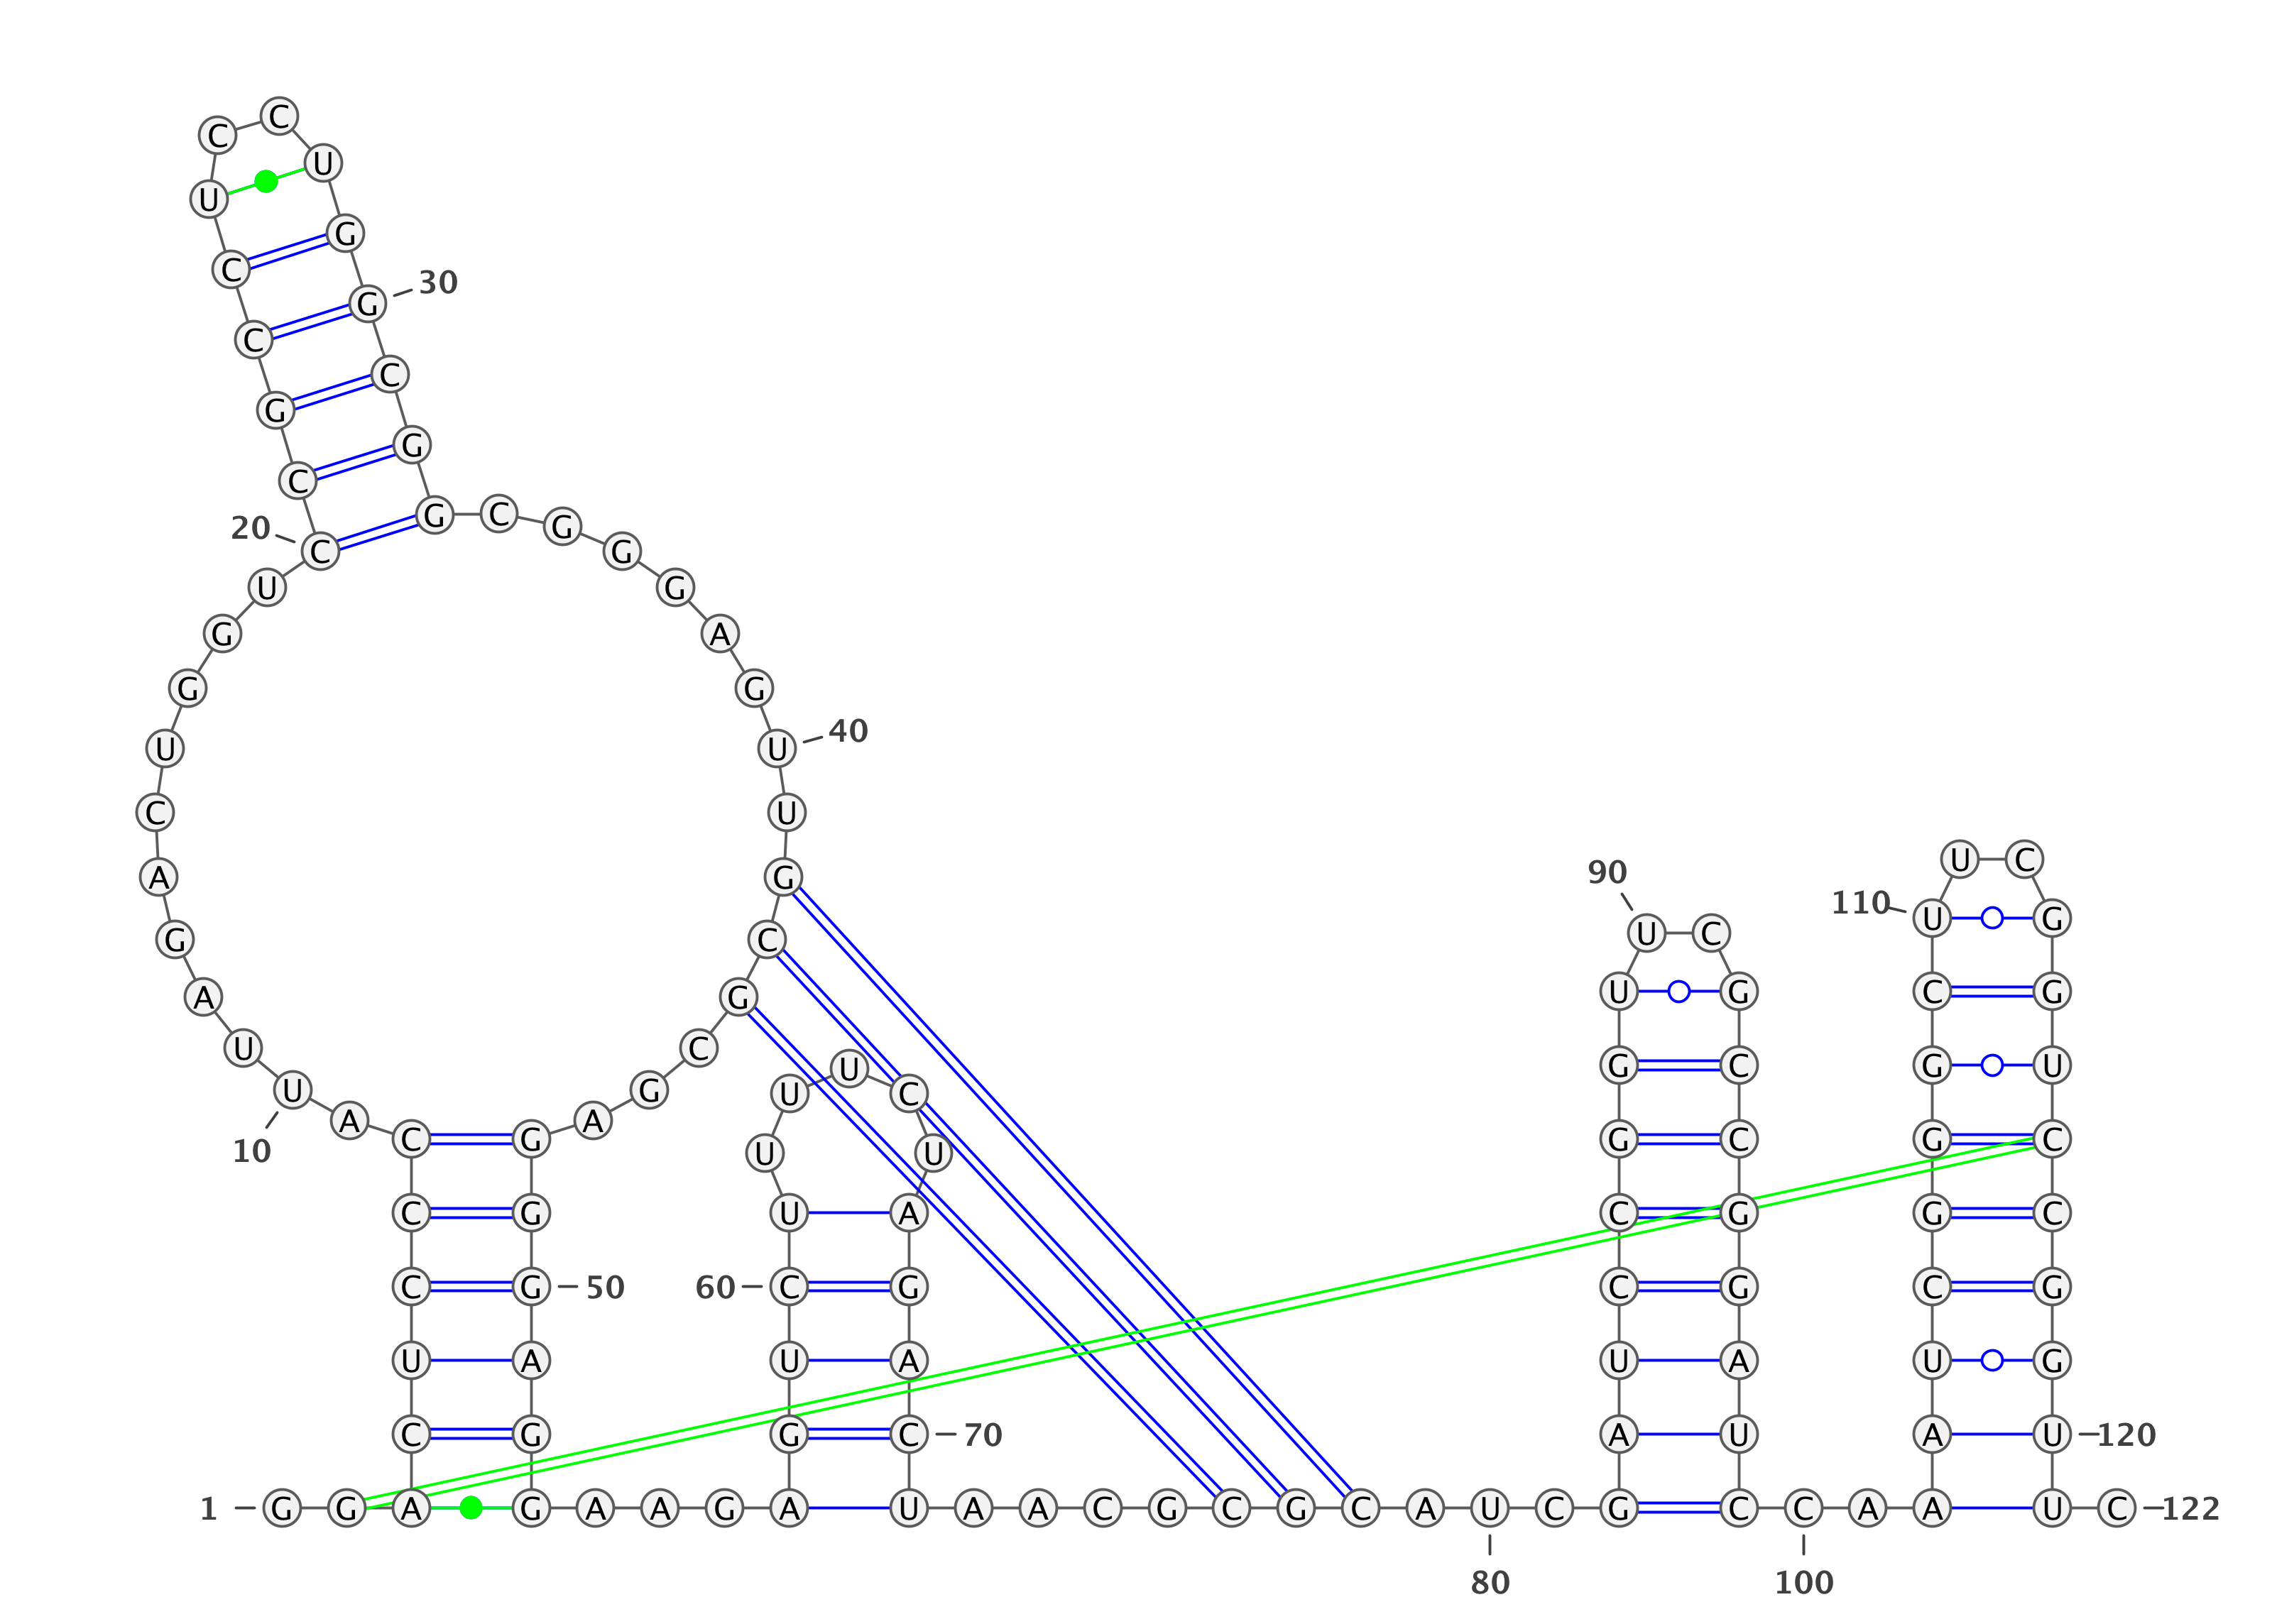 C C
U
U
G
C 30
G
C
C
G
G
C
G C G
20 C G
U G
G A
G G
40
U U
C U
U C
90
A G
110
U G
U C
G C
U G C G
A G
U C
G C G U
U
U G U C
A A
C G G C G C
10
U U
C G U A C G G C
C G 50 60 C G C G C G
U A U A U A U G
C G G C 70 A U A U 120
1 G G A G A A G A U A A C G C G C A U C G C C A A A U C 122
80 100